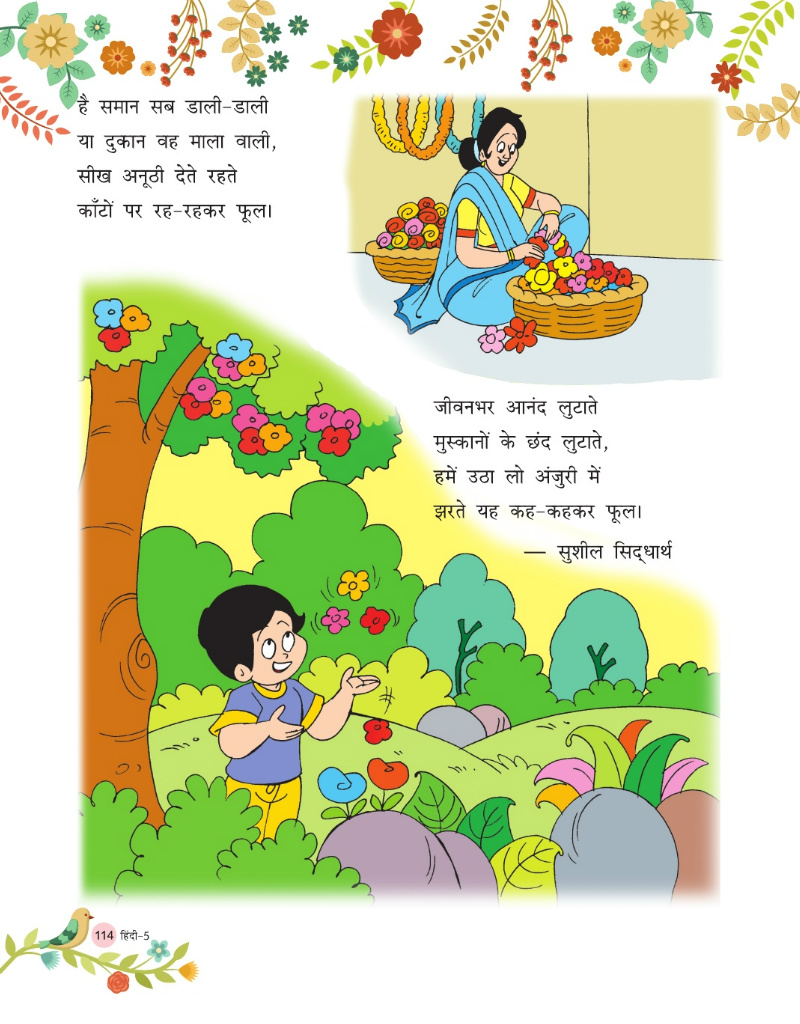 है समान सब डाली-डाली
या दुकान वह माला वाली,
सीख अनूठी देते रहते
काँटों पर रह-रहकर फूल।
जीवनभर आनंद लुटाते
मुस्कानों के छंद लुटाते,
हमें उठा लो अंजुरी में
झरते यह कह-कहकर फूल।
— सुशील सिद्‌धार्थ
114 हिंदी-5